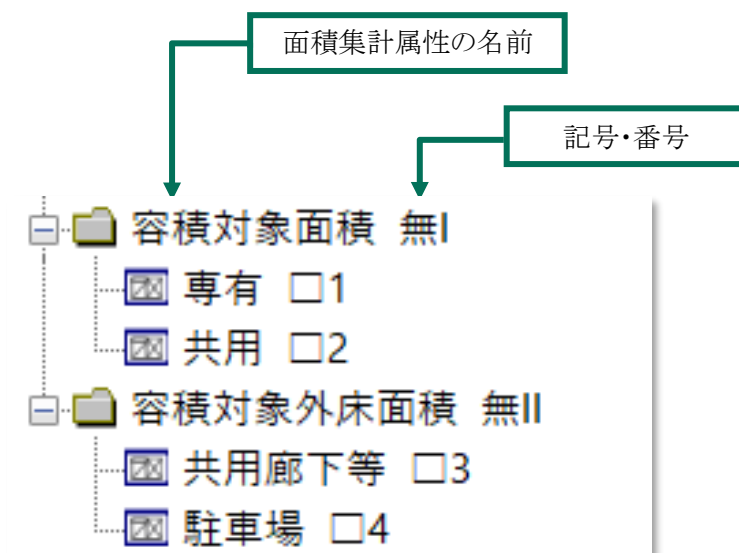 面積集計属性の名前
記号・番号
容積対象面積 無I
専有 □1
共用 □2
容積対象外床面積 無II
共用廊下等 □3
駐車場 □4